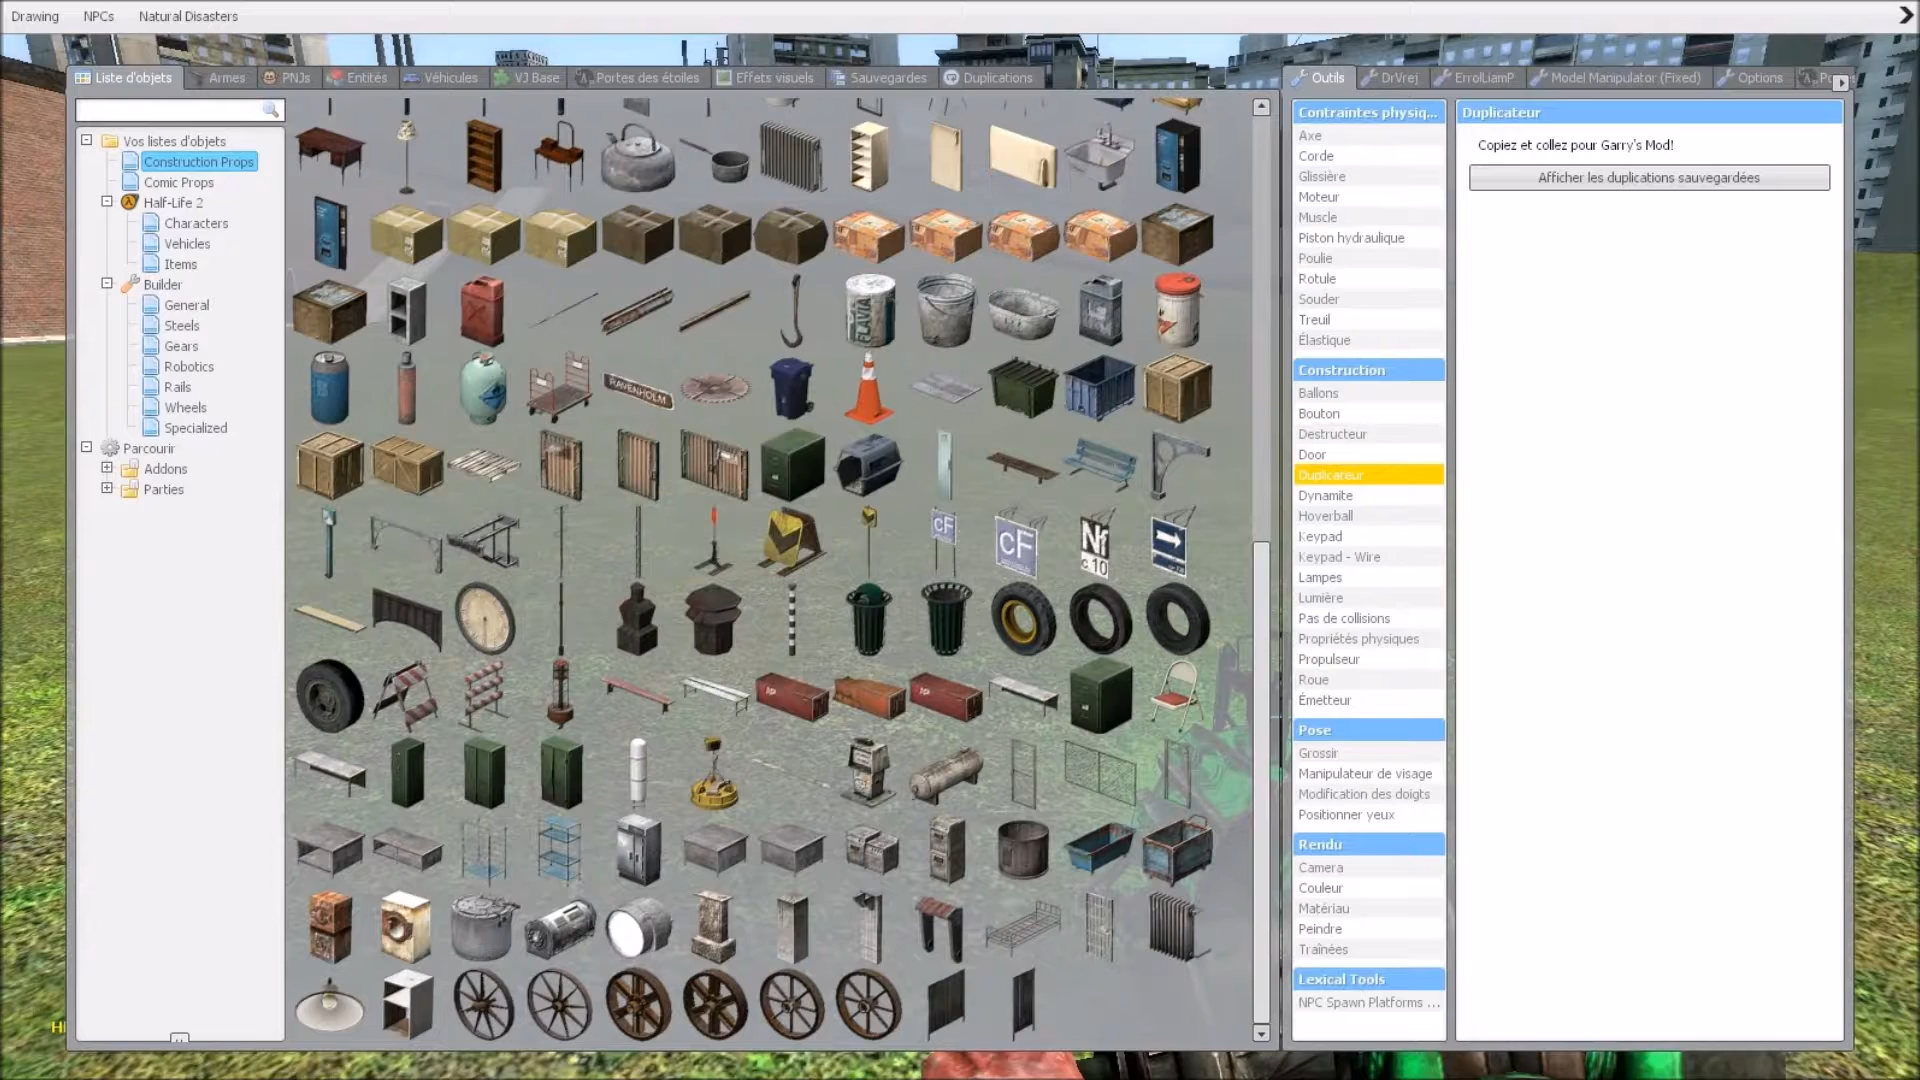 Drawing NPCs Natural Disasters
Liste d'objets Armes PNJs Entités Véhicules VJ Base Portes des étoiles Effets visuels Sauvegardes Duplications
Outils DrVrej ErrolLiamP Model Manipulator (Fixed) Options
Vos listes d'objets
Construction Props
Comic Props
Half-Life 2
Characters
Vehicles
Items
Builder
General
Steels
Gears
Robotics
Rails
Wheels
Specialized
Parcourir
Addons
Parties
FLAVIA
RAVENHOLM
CF
CF
Nf
c 10
Contraintes physiq...
Axe
Corde
Glissière
Moteur
Muscle
Piston hydraulique
Poulie
Rotule
Souder
Treuil
Élastique
Construction
Ballons
Bouton
Destructeur
Door
Duplicateur
Dynamite
Hoverball
Keypad
Keypad - Wire
Lampes
Lumière
Pas de collisions
Propriétés physiques
Propulseur
Roue
Émetteur
Pose
Grossir
Manipulateur de visage
Modification des doigts
Positionner yeux
Rendu
Camera
Couleur
Matériau
Peindre
Traînées
Lexical Tools
NPC Spawn Platforms ...
Duplicateur
Copiez et collez pour Garry's Mod!
Afficher les duplications sauvegardées